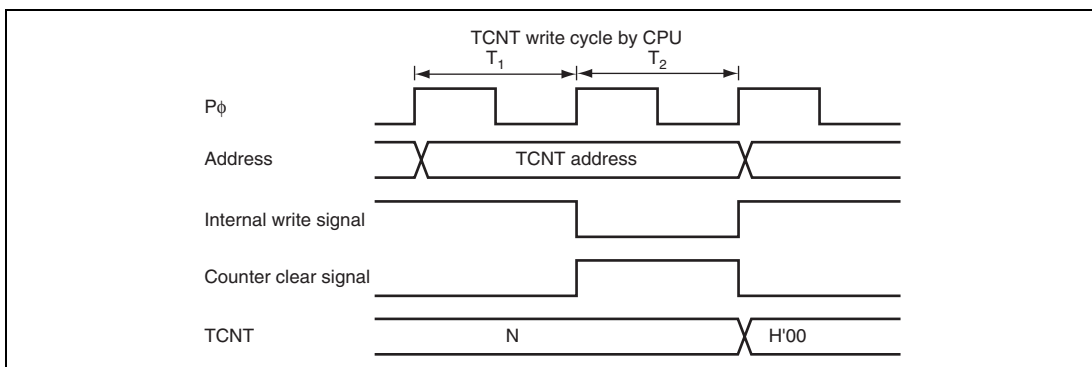 TCNT write cycle by CPU
T1 T2
Pϕ
Address TCNT address
Internal write signal
Counter clear signal
TCNT N H'00